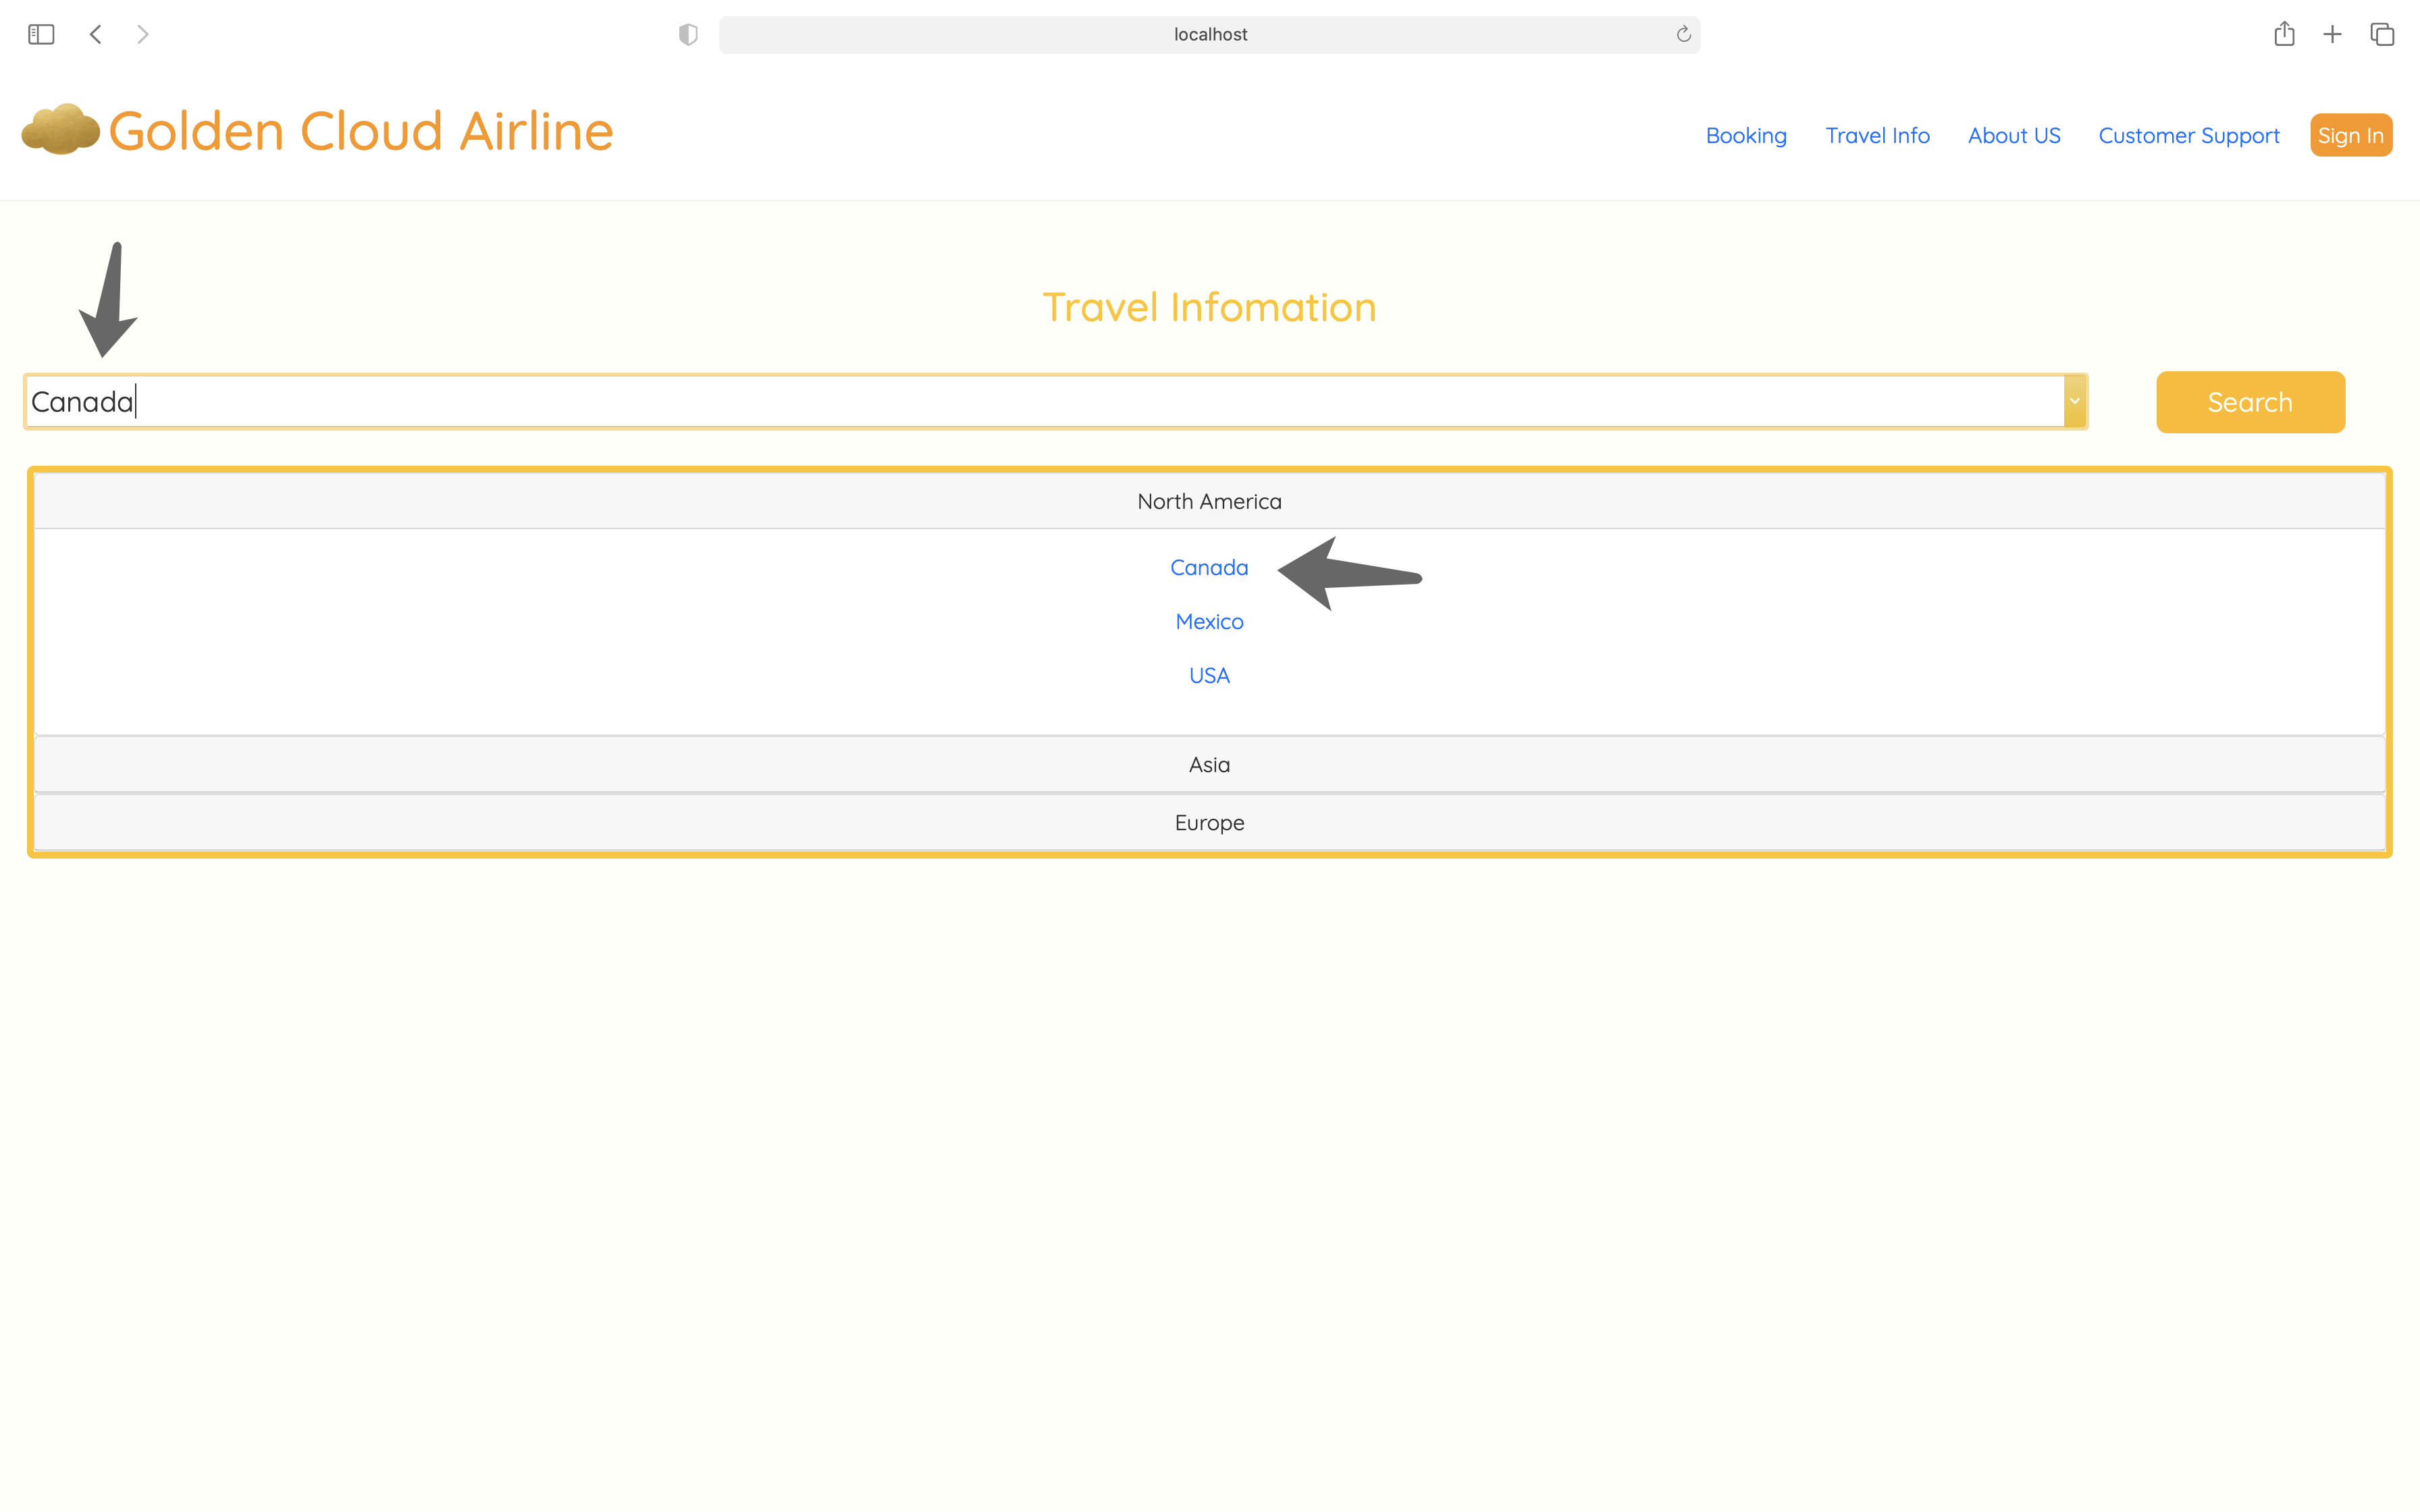 localhost
Golden Cloud Airline
Booking Travel Info About US Customer Support Sign In
Travel Infomation
Canada
Search
North America
Canada
Mexico
USA
Asia
Europe